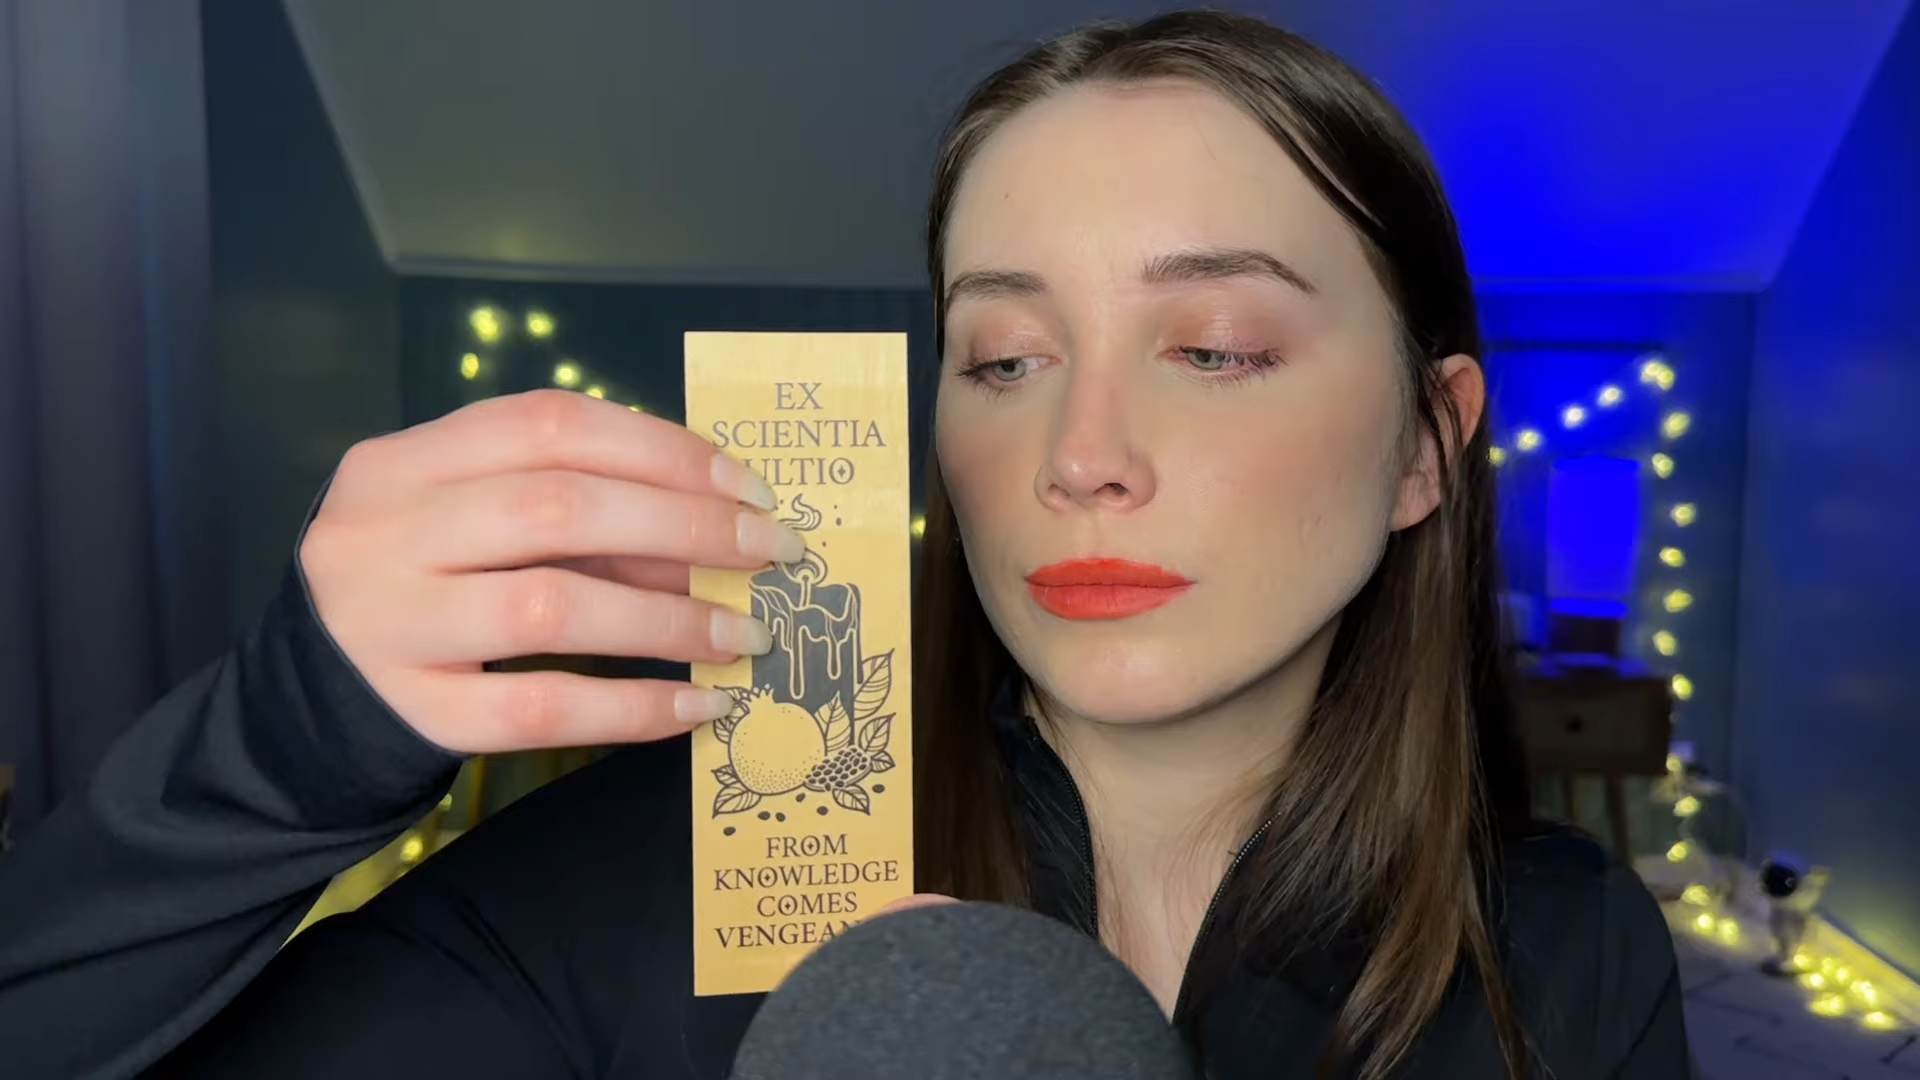 EX
SCIENTIA
ULTIO
FROM
KNOWLEDGE
COMES